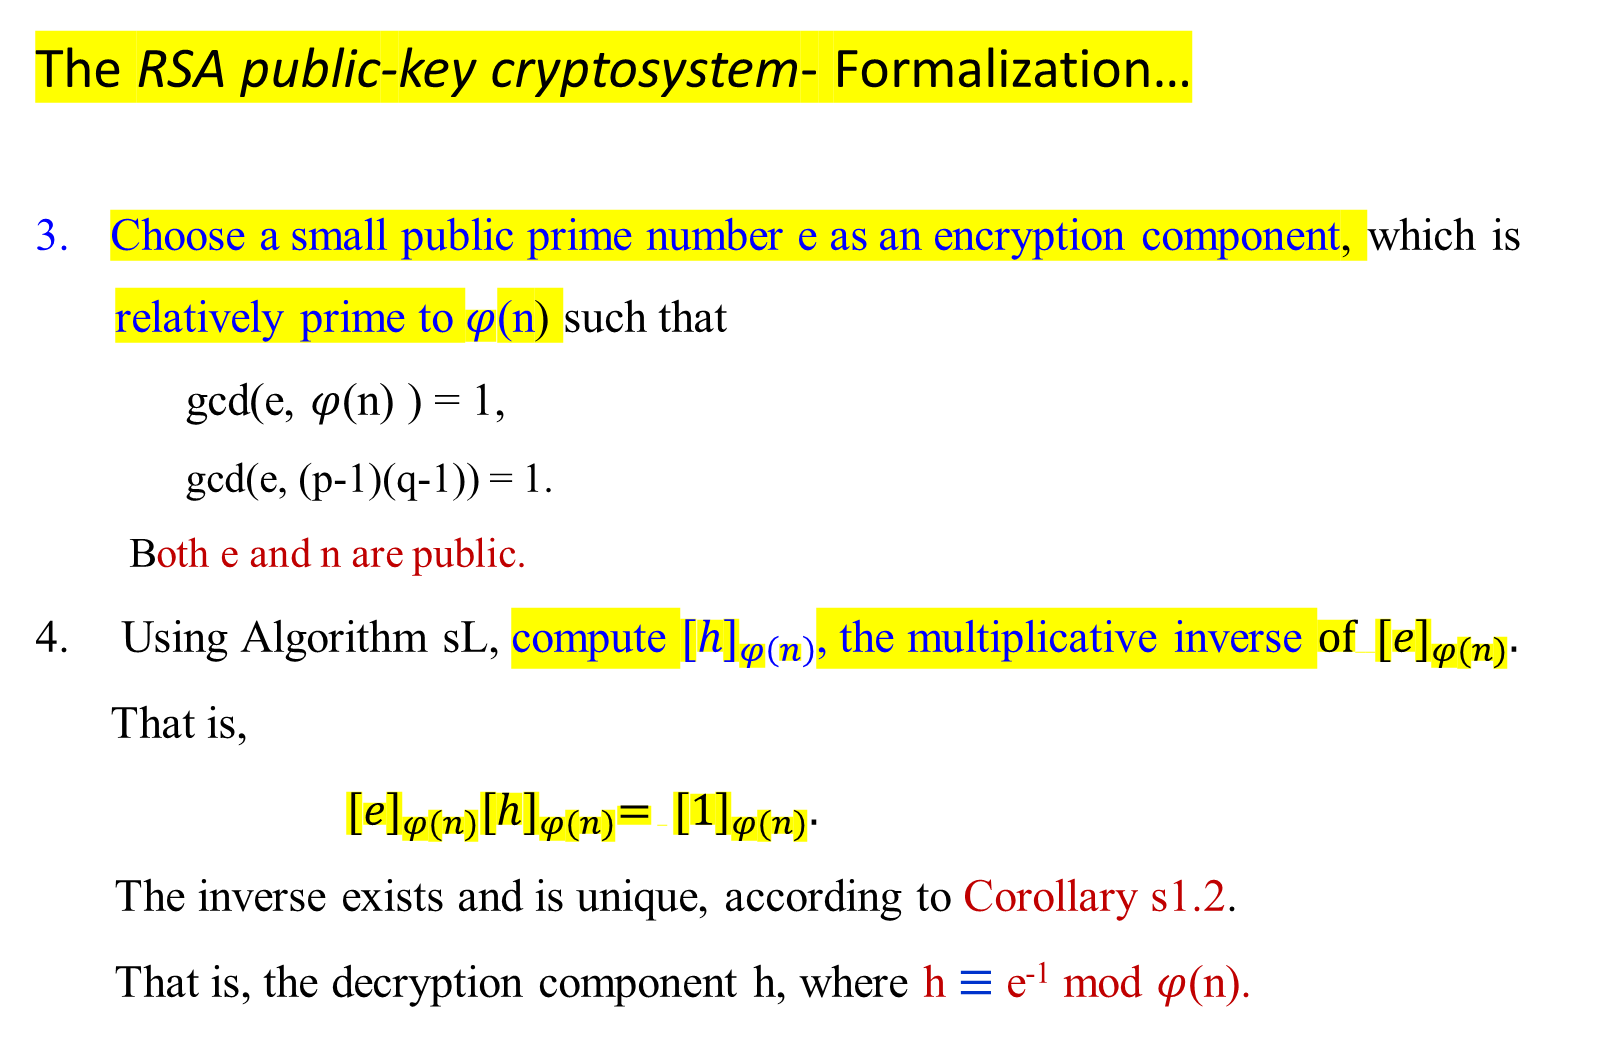 The RSA public-key cryptosystem- Formalization...
3. Choose a small public prime number e as an encryption component, which is
relatively prime to φ(n) such that
gcd(e, φ(n) ) = 1,
gcd(e, (p-1)(q-1)) = 1.
Both e and n are public.
4. Using Algorithm sL, compute [h]φ(n), the multiplicative inverse of [e]φ(n).
That is,
[e]φ(n)[h]φ(n)= [1]φ(n).
The inverse exists and is unique, according to Corollary s1.2.
That is, the decryption component h, where h ≡ e⁻¹ mod φ(n).